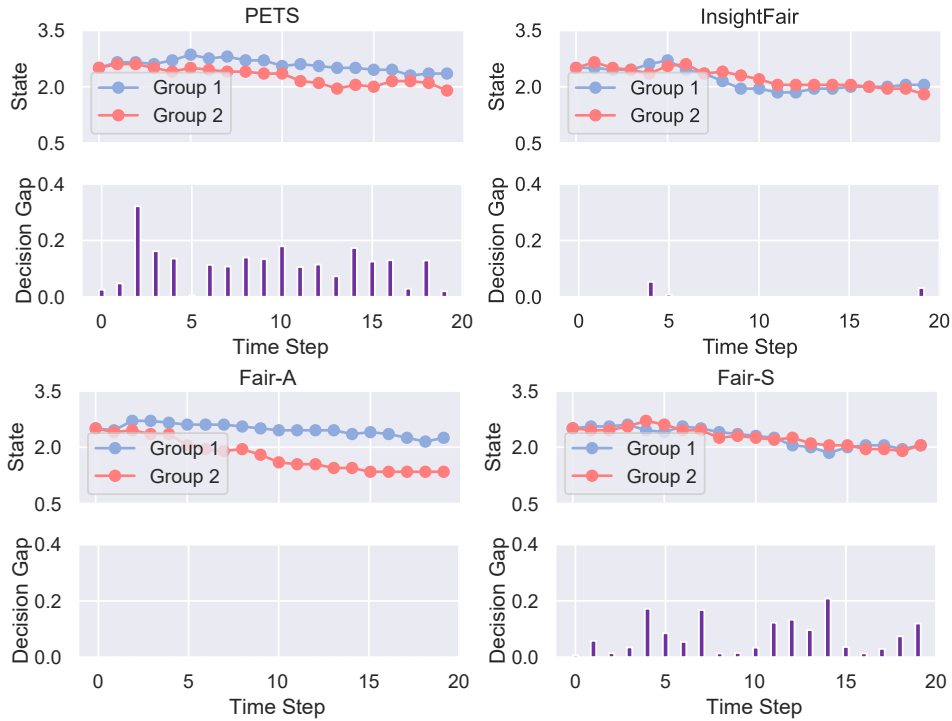 PETS
3.5
2.0
0.5
State
Group 1
Group 2
0.4
0.2
0.0
Decision Gap
0 5 10 15 20
Time Step
InsightFair
3.5
2.0
0.5
State
Group 1
Group 2
0.4
0.2
0.0
Decision Gap
0 5 10 15 20
Time Step
Fair-A
3.5
2.0
0.5
State
Group 1
Group 2
0.4
0.2
0.0
Decision Gap
0 5 10 15 20
Time Step
Fair-S
3.5
2.0
0.5
State
Group 1
Group 2
0.4
0.2
0.0
Decision Gap
0 5 10 15 20
Time Step